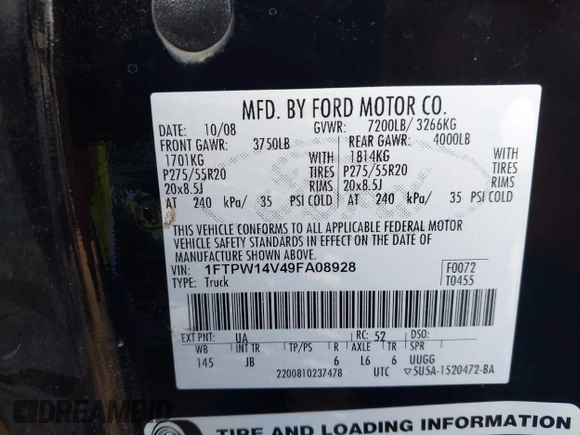 MFD. BY FORD MOTOR CO.
DATE: 10/08 GVWR: 7200LB/ 3266KG
FRONT GAWR: 3750LB REAR GAWR: 4000LB
1701KG WITH 1814KG WITH
P275/55R20 TIRES P275/55R20 TIRES
20x8.5J RIMS 20x8.5J RIMS
AT 240 kPa/ 35 PSI COLD AT 240 kPa/ 35 PSI COLD
THIS VEHICLE CONFORMS TO ALL APPLICABLE FEDERAL MOTOR
VEHICLE SAFETY STANDARDS IN EFFECT ON THE DATE OF
MANUFACTURE SHOWN ABOVE.
VIN: 1FTPW14V49FA08928 F0072
TYPE: Truck T0455
EXT PNT: UA RC: 52 DSO:
WB INT TR TP/PS R AXLE TR SPR
145 JB 6 L6 6 UUGG
2200810237478 UTC 5U5A-1520472-BA
TIRE AND LOADING INFORMATION
DREAMBID